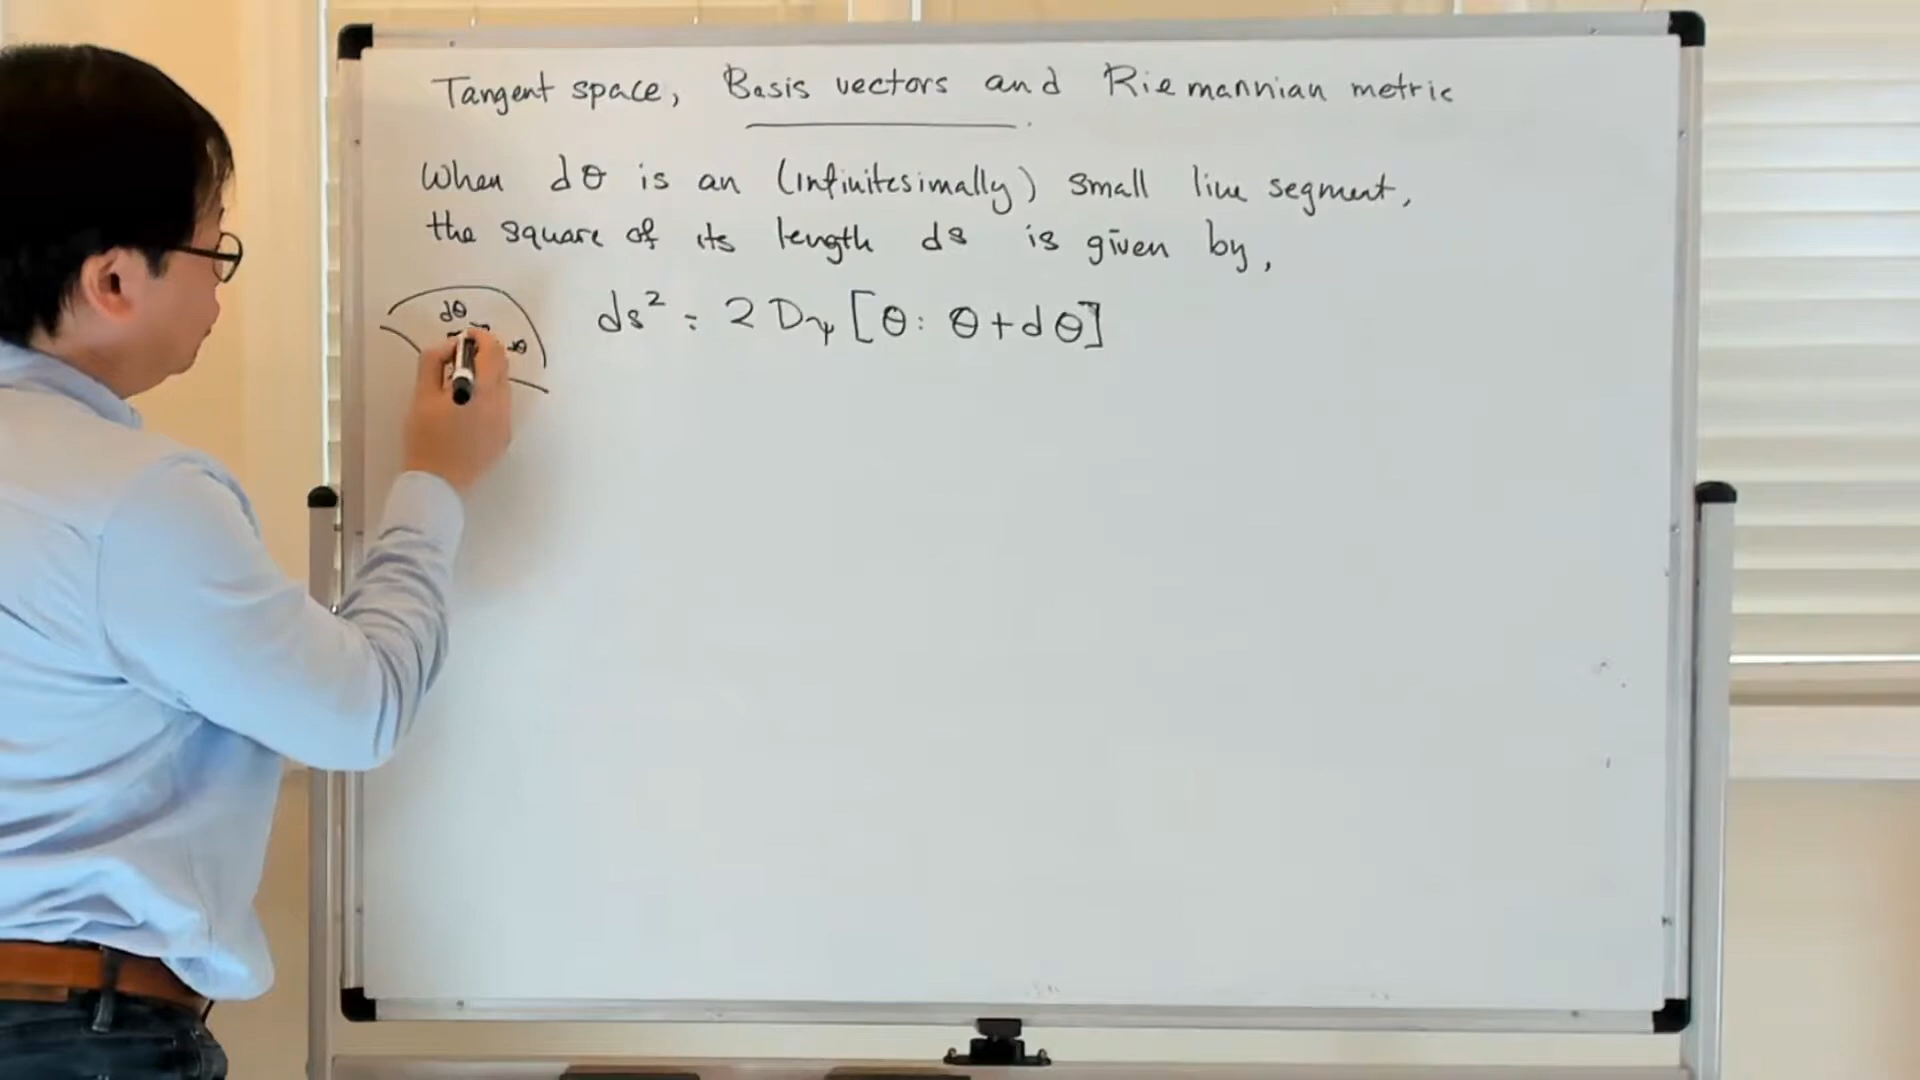 Tangent space, Basis vectors and Riemannian metric
When dθ is an (infinitesimally) small line segment,
the square of its length ds is given by,
dθ
dθ
ds² = 2 Dψ [θ: θ+dθ]